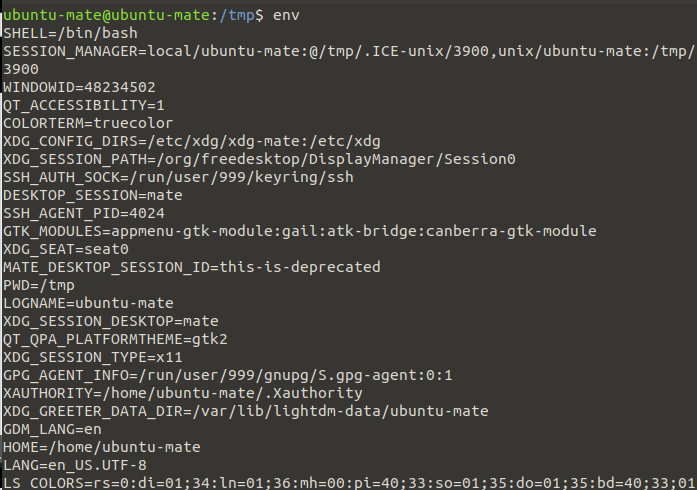 ubuntu-mate@ubuntu-mate:/tmp$ env
SHELL=/bin/bash
SESSION_MANAGER=local/ubuntu-mate:@/tmp/.ICE-unix/3900,unix/ubuntu-mate:/tmp/
3900
WINDOWID=48234502
QT_ACCESSIBILITY=1
COLORTERM=truecolor
XDG_CONFIG_DIRS=/etc/xdg/xdg-mate:/etc/xdg
XDG_SESSION_PATH=/org/freedesktop/DisplayManager/Session0
SSH_AUTH_SOCK=/run/user/999/keyring/ssh
DESKTOP_SESSION=mate
SSH_AGENT_PID=4024
GTK_MODULES=appmenu-gtk-module:gail:atk-bridge:canberra-gtk-module
XDG_SEAT=seat0
MATE_DESKTOP_SESSION_ID=this-is-deprecated
PWD=/tmp
LOGNAME=ubuntu-mate
XDG_SESSION_DESKTOP=mate
QT_QPA_PLATFORMTHEME=gtk2
XDG_SESSION_TYPE=x11
GPG_AGENT_INFO=/run/user/999/gnupg/S.gpg-agent:0:1
XAUTHORITY=/home/ubuntu-mate/.Xauthority
XDG_GREETER_DATA_DIR=/var/lib/lightdm-data/ubuntu-mate
GDM_LANG=en
HOME=/home/ubuntu-mate
LANG=en_US.UTF-8
LS_COLORS=rs=0:di=01;34:ln=01;36:mh=00:pi=40;33:so=01;35:do=01;35:bd=40;33;01